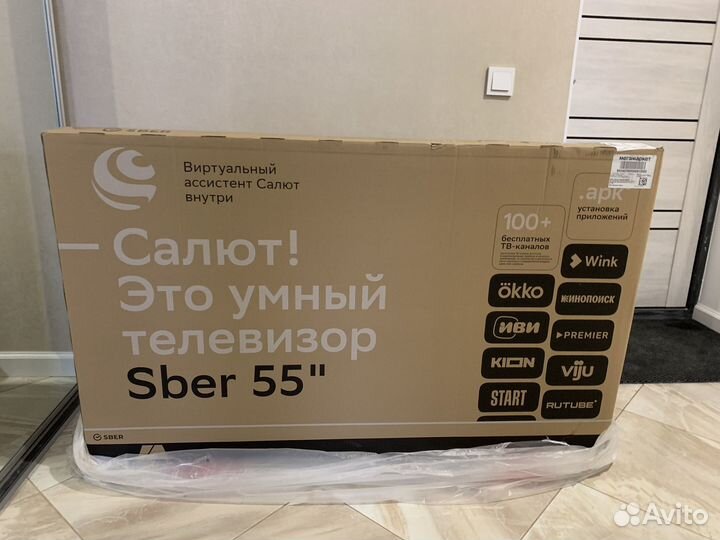 SBER
Виртуальный
ассистент Салют
внутри
— Салют!
Это умный
телевизор
Sber 55"
SBER
мегамаркет
.apk
установка
приложений
100+
бесплатных
ТВ-каналов
Wink
okko
КИНОПОИСК
иви
PREMIER
KION
viju
START
RUTUBE
Avito